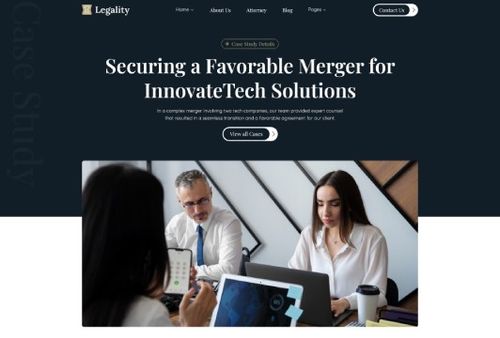 Legality
Home
About Us
Attorney
Blog
Pages
Contact Us
Case Study
Case Study Details
Securing a Favorable Merger for
InnovateTech Solutions
In a complex merger involving two tech companies, our team provided expert counsel
that resulted in a seamless transition and a favorable agreement for our client.
View all Cases